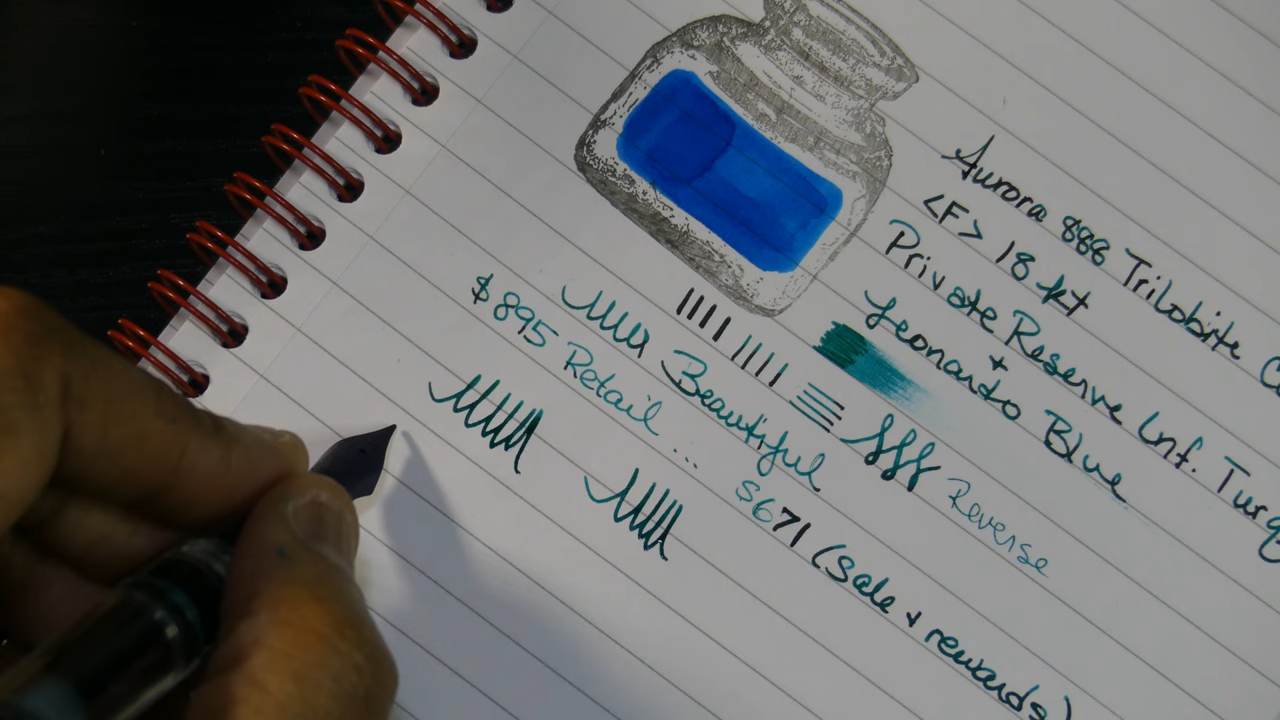 Aurora 888 Trilobite
<F> 18 kt
Private Reserve Inf. Turq
+
Leonardo Blue
Reverse
Beautiful
$895 Retail... $671 (Sale + rewards)